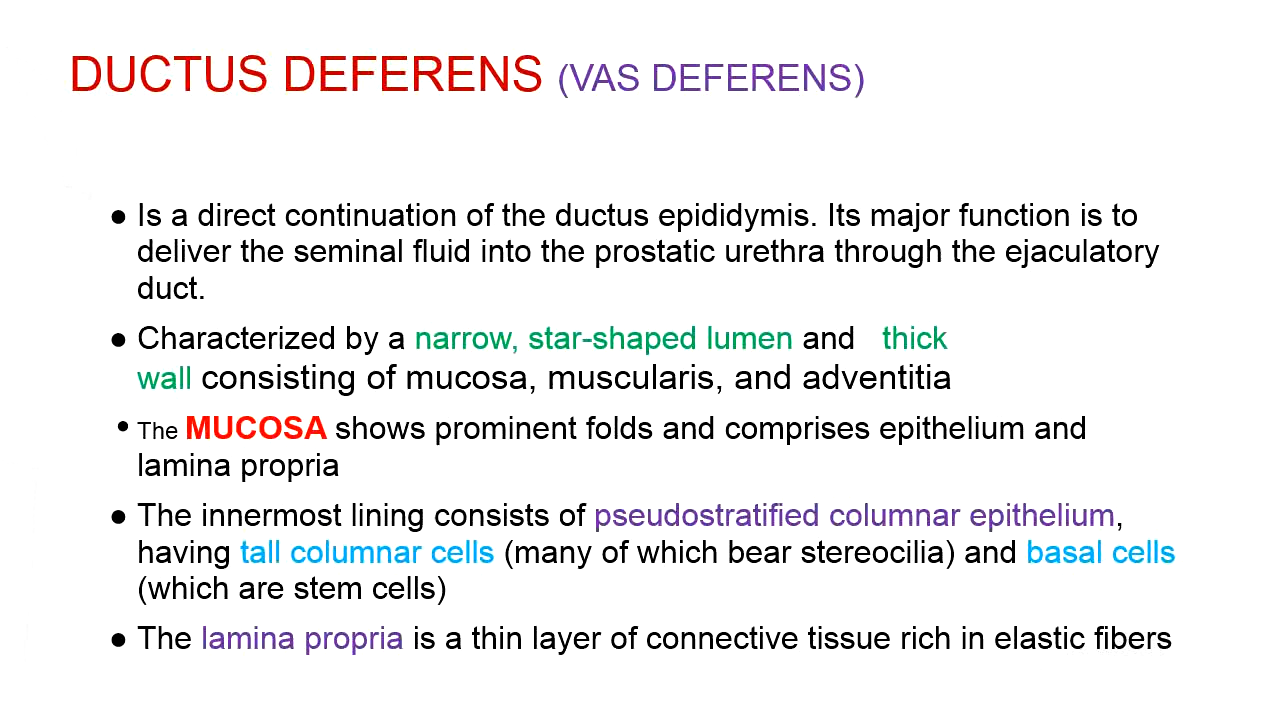 DUCTUS DEFERENS (VAS DEFERENS)
● Is a direct continuation of the ductus epididymis. Its major function is to
deliver the seminal fluid into the prostatic urethra through the ejaculatory
duct.
● Characterized by a narrow, star-shaped lumen and thick
wall consisting of mucosa, muscularis, and adventitia
● The MUCOSA shows prominent folds and comprises epithelium and
lamina propria
● The innermost lining consists of pseudostratified columnar epithelium,
having tall columnar cells (many of which bear stereocilia) and basal cells
(which are stem cells)
● The lamina propria is a thin layer of connective tissue rich in elastic fibers